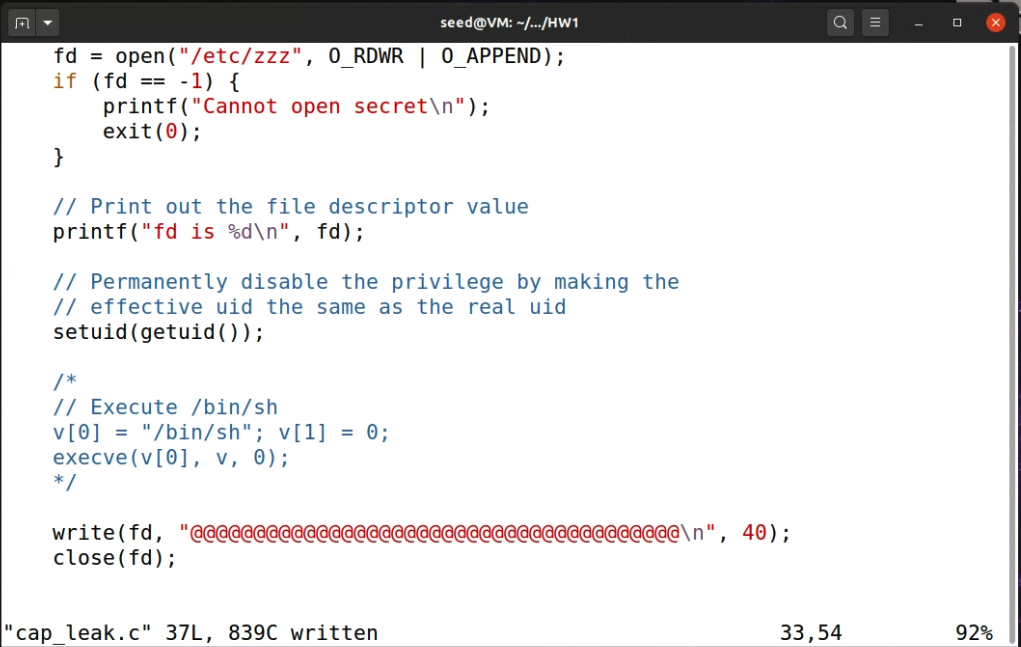 seed@VM: ~/.../HW1
fd = open("/etc/zzz", O_RDWR | O_APPEND);
if (fd == -1) {
printf("Cannot open secret\n");
exit(0);
}
// Print out the file descriptor value
printf("fd is %d\n", fd);
// Permanently disable the privilege by making the
// effective uid the same as the real uid
setuid(getuid());
/*
// Execute /bin/sh
v[0] = "/bin/sh"; v[1] = 0;
execve(v[0], v, 0);
*/
write(fd, "@@@@@@@@@@@@@@@@@@@@@@@@@@@@@@@@@@@@@@@\n", 40);
close(fd);
"cap_leak.c" 37L, 839C written 33,54 92%